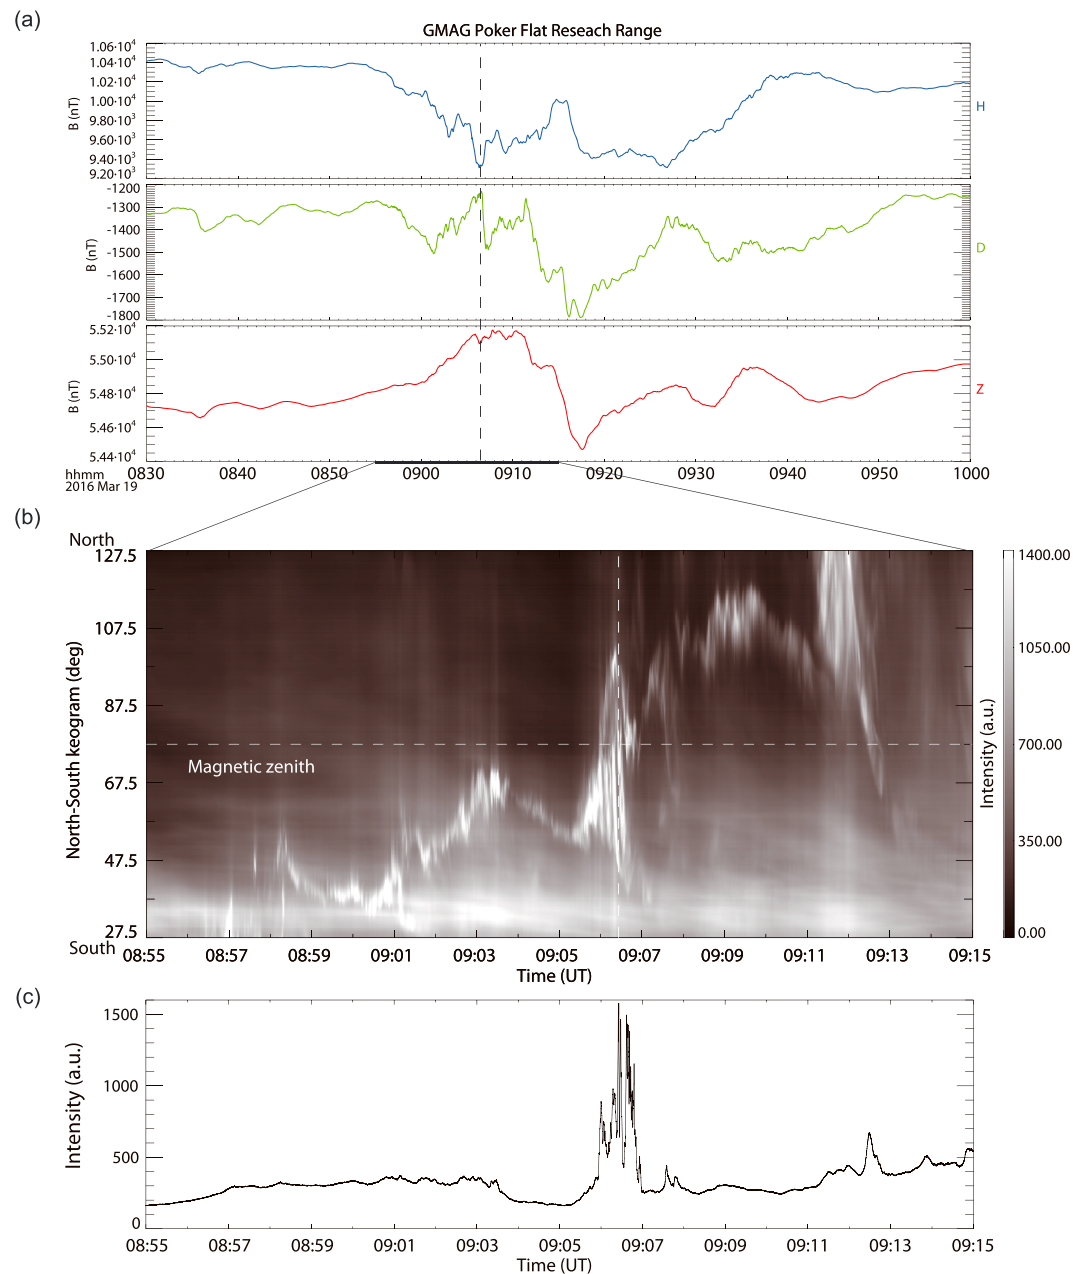 (a)
GMAG Poker Flat Reseach Range
1.06·10⁴
1.04·10⁴
1.02·10⁴
1.00·10⁴
9.80·10³
9.60·10³
9.40·10³
9.20·10³
B (nT)
H
-1200
-1300
-1400
-1500
-1600
-1700
-1800
B (nT)
D
5.52·10⁴
5.50·10⁴
5.48·10⁴
5.46·10⁴
5.44·10⁴
B (nT)
Z
hhmm 0830 0840 0850 0900 0910 0920 0930 0940 0950 1000
2016 Mar 19
(b)
North
127.5
107.5
87.5
67.5
47.5
27.5
South
North-South keogram (deg)
Magnetic zenith
1400.00
1050.00
700.00
350.00
0.00
Intensity (a.u.)
08:55 08:57 08:59 09:01 09:03 09:05 09:07 09:09 09:11 09:13 09:15
Time (UT)
(c)
1500
1000
500
0
Intensity (a.u.)
08:55 08:57 08:59 09:01 09:03 09:05 09:07 09:09 09:11 09:13 09:15
Time (UT)